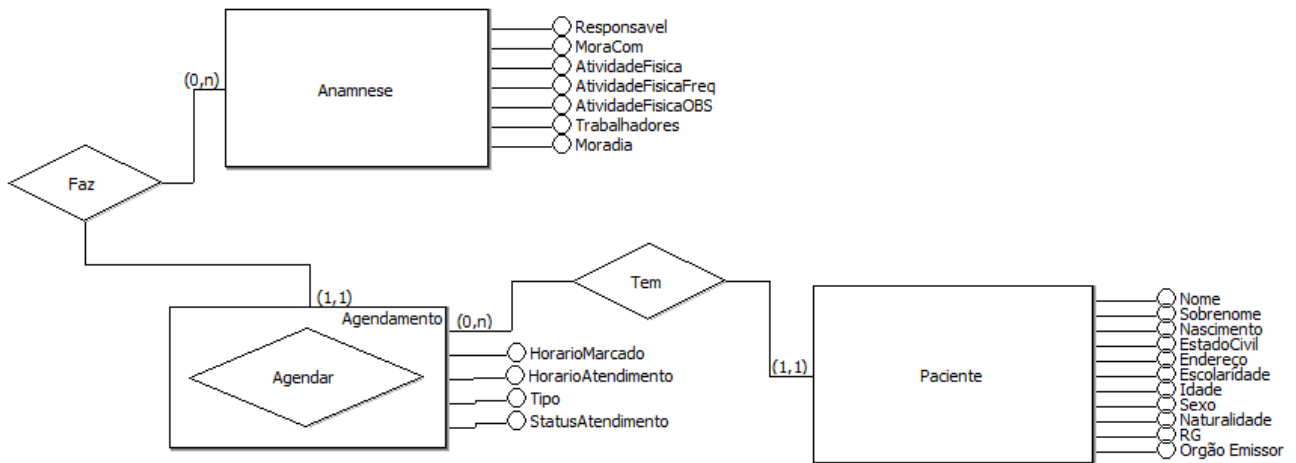 Responsavel
MoraCom
AtividadeFisica
(0,n)
Anamnese
AtividadeFisicaFreq
AtividadeFisicaOBS
Trabalhadores
Moradia
Faz
Tem
(1,1)
Agendamento
(0,n)
HorarioMarcado
Agendar
HorarioAtendimento
Tipo
StatusAtendimento
(1,1)
Paciente
Nome
Sobrenome
Nascimento
EstadoCivil
Endereço
Escolaridade
Idade
Sexo
Naturalidade
RG
Orgão Emissor